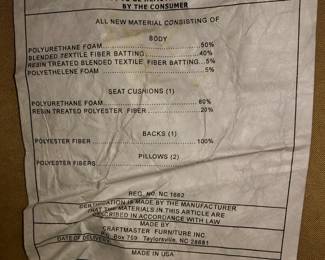 BY THE CONSUMER
ALL NEW MATERIAL CONSISTING OF
BODY
POLYURETHANE FOAM 50%
BLENDED TEXTILE FIBER BATTING 40%
RESIN TREATED BLENDED TEXTILE FIBER BATTING 5%
POLYETHELENE FOAM 5%
SEAT CUSHIONS (1)
POLYURETHANE FOAM 60%
RESIN TREATED POLYESTER FIBER 20%
BACKS (1)
POLYESTER FIBER 100%
PILLOWS (2)
POLYESTER FIBERS
REG. NO. NC 1662
CERTIFICATION IS MADE BY THE MANUFACTURER
THAT THE MATERIALS IN THIS ARTICLE ARE
DESCRIBED IN ACCORDANCE WITH LAW
MADE BY:
CRAFTMASTER FURNITURE INC.
Box 759 Taylorsville, NC 28681
DATE OF DELIVERY
MADE IN USA